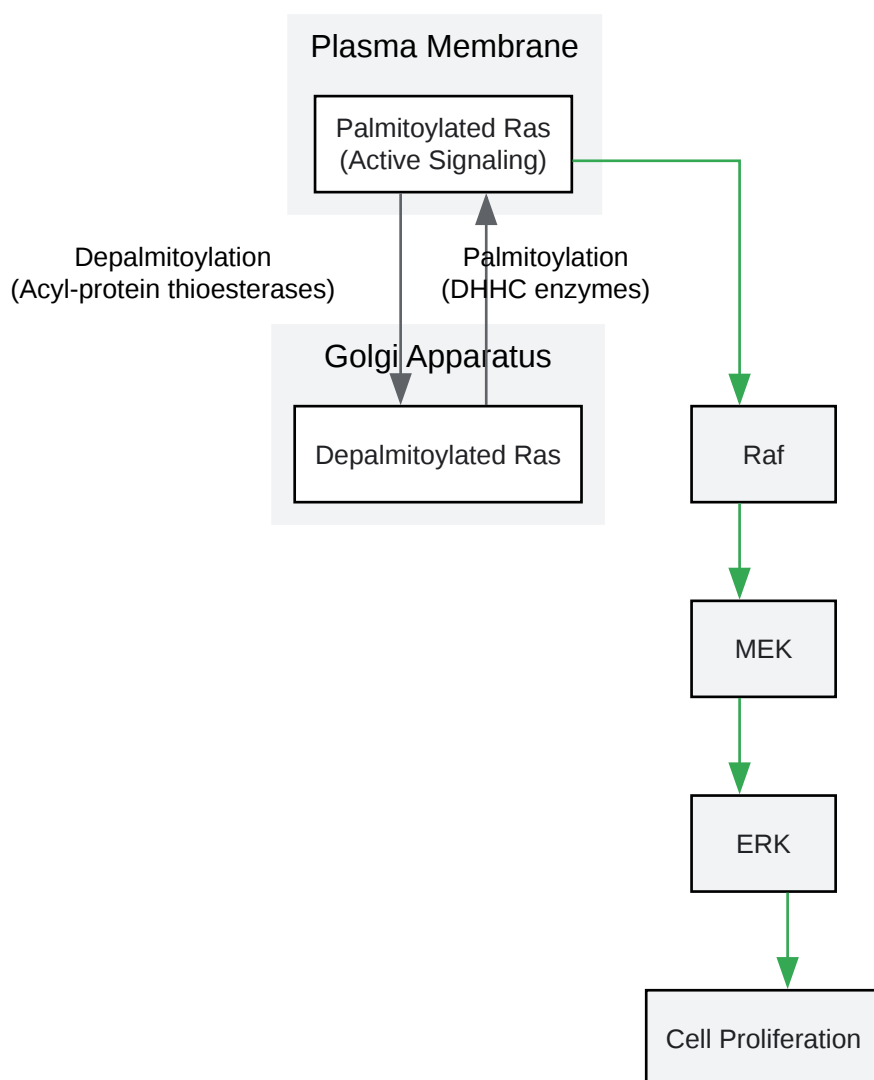 Plasma Membrane
Palmitoylated Ras
(Active Signaling)
Depalmitoylation
(Acyl-protein thioesterases)
Palmitoylation
(DHHC enzymes)
Golgi Apparatus
Depalmitoylated Ras
Raf
MEK
ERK
Cell Proliferation